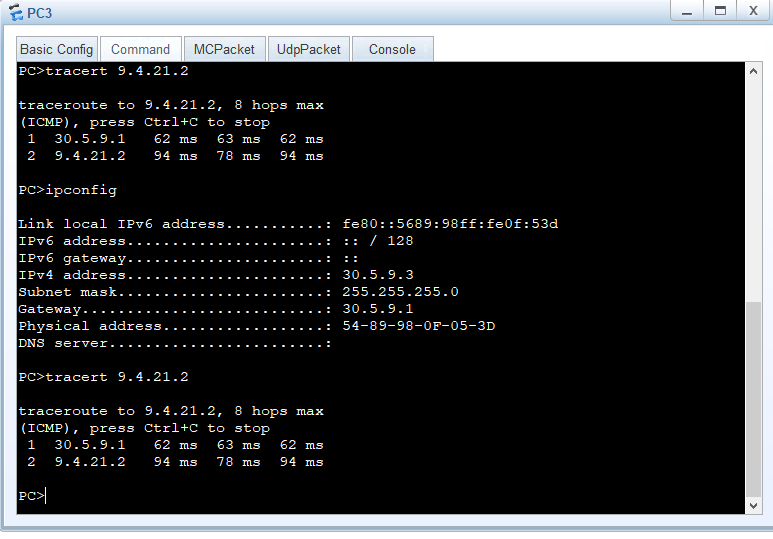 PC3
Basic Config Command MCPacket UdpPacket Console
PC>tracert 9.4.21.2
traceroute to 9.4.21.2, 8 hops max
(ICMP), press Ctrl+C to stop
1 30.5.9.1 62 ms 63 ms 62 ms
2 9.4.21.2 94 ms 78 ms 94 ms
PC>ipconfig
Link local IPv6 address...........: fe80::5689:98ff:fe0f:53d
IPv6 address......................: :: / 128
IPv6 gateway......................: ::
IPv4 address......................: 30.5.9.3
Subnet mask.......................: 255.255.255.0
Gateway...........................: 30.5.9.1
Physical address..................: 54-89-98-0F-05-3D
DNS server........................:
PC>tracert 9.4.21.2
traceroute to 9.4.21.2, 8 hops max
(ICMP), press Ctrl+C to stop
1 30.5.9.1 62 ms 63 ms 62 ms
2 9.4.21.2 94 ms 78 ms 94 ms
PC>